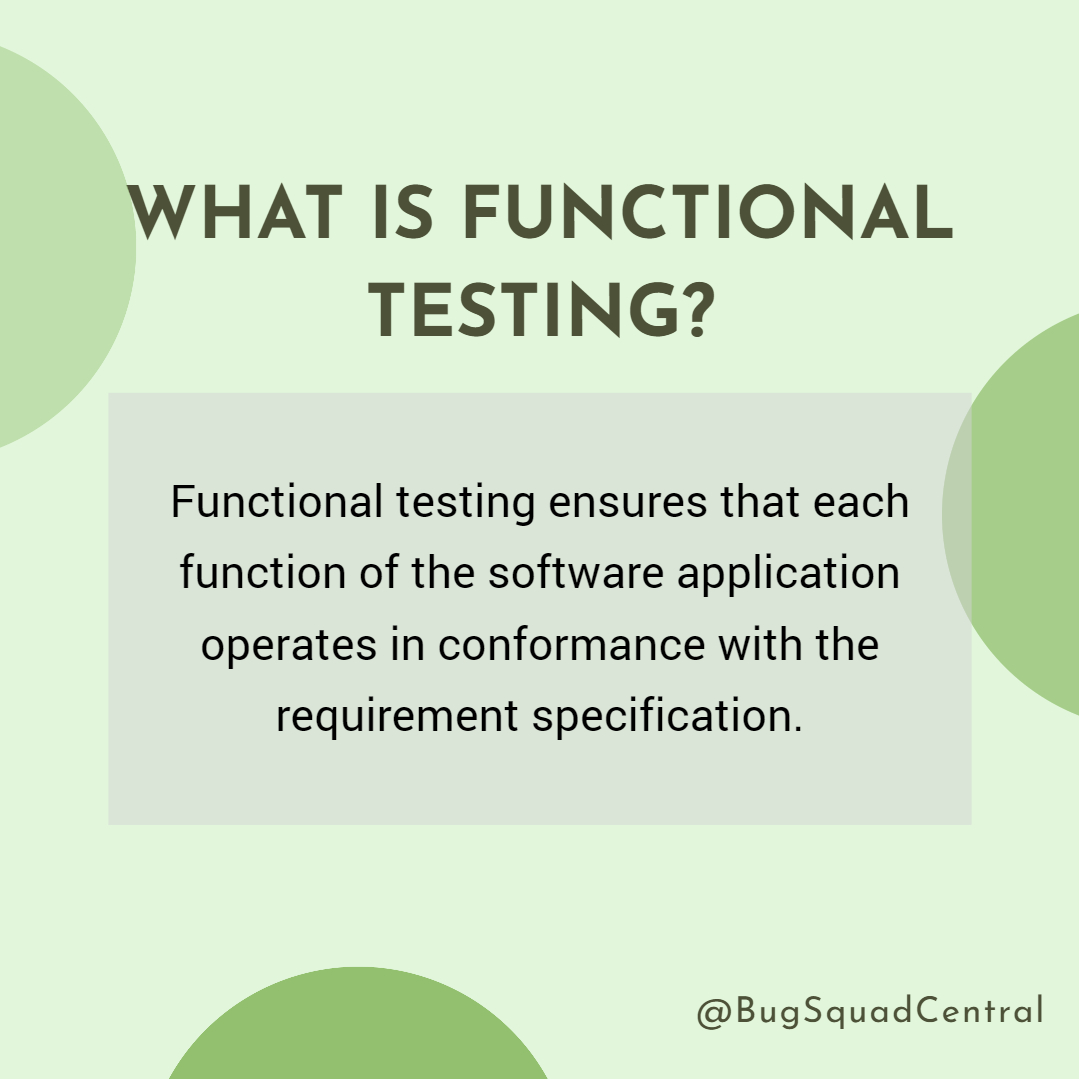 WHAT IS FUNCTIONAL
TESTING?
Functional testing ensures that each
function of the software application
operates in conformance with the
requirement specification.
@BugSquadCentral